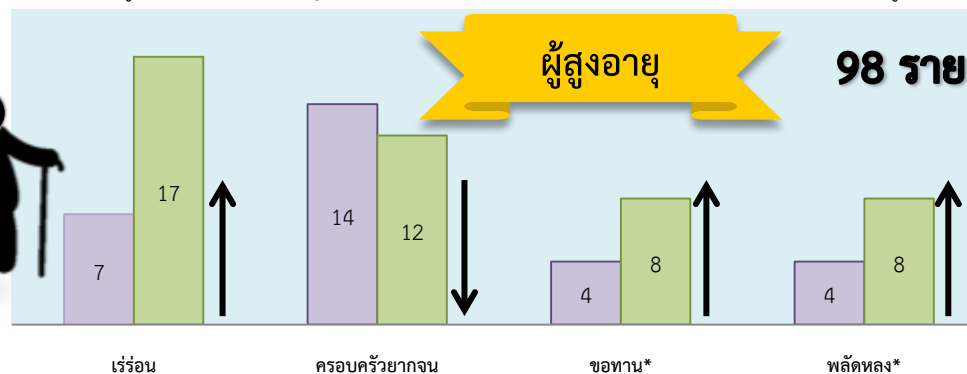 ผู้สูงอายุ
98 ราย
17
7
14
12
8
4
8
4
เร่ร่อน
ครอบครัวยากจน
ขอทาน*
พลัดหลง*